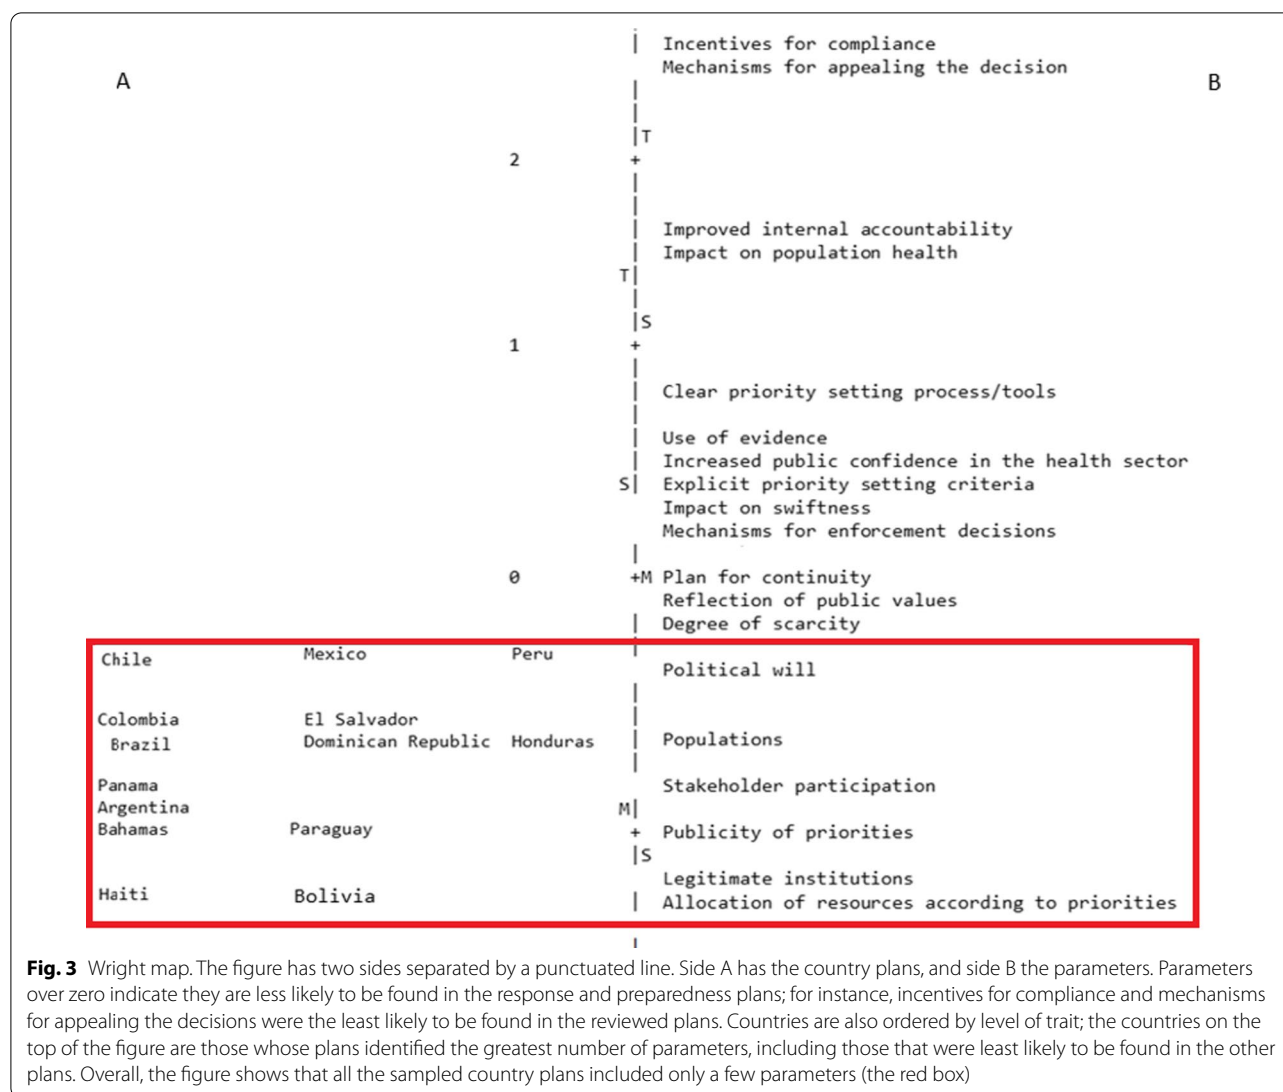 | Incentives for compliance
Mechanisms for appealing the decision
A
B
|T
2 +
Improved internal accountability
Impact on population health
T|
|S
1 +
Clear priority setting process/tools
Use of evidence
Increased public confidence in the health sector
S| Explicit priority setting criteria
Impact on swiftness
Mechanisms for enforcement decisions
0 +M Plan for continuity
Reflection of public values
Degree of scarcity
Chile Mexico Peru
Political will
Colombia El Salvador
Brazil Dominican Republic Honduras Populations
Panama Stakeholder participation
Argentina M|
Bahamas Paraguay + Publicity of priorities
|S
Legitimate institutions
Haiti Bolivia | Allocation of resources according to priorities
Fig. 3 Wright map. The figure has two sides separated by a punctuated line. Side A has the country plans, and side B the parameters. Parameters
over zero indicate they are less likely to be found in the response and preparedness plans; for instance, incentives for compliance and mechanisms
for appealing the decisions were the least likely to be found in the reviewed plans. Countries are also ordered by level of trait; the countries on the
top of the figure are those whose plans identified the greatest number of parameters, including those that were least likely to be found in the other
plans. Overall, the figure shows that all the sampled country plans included only a few parameters (the red box)